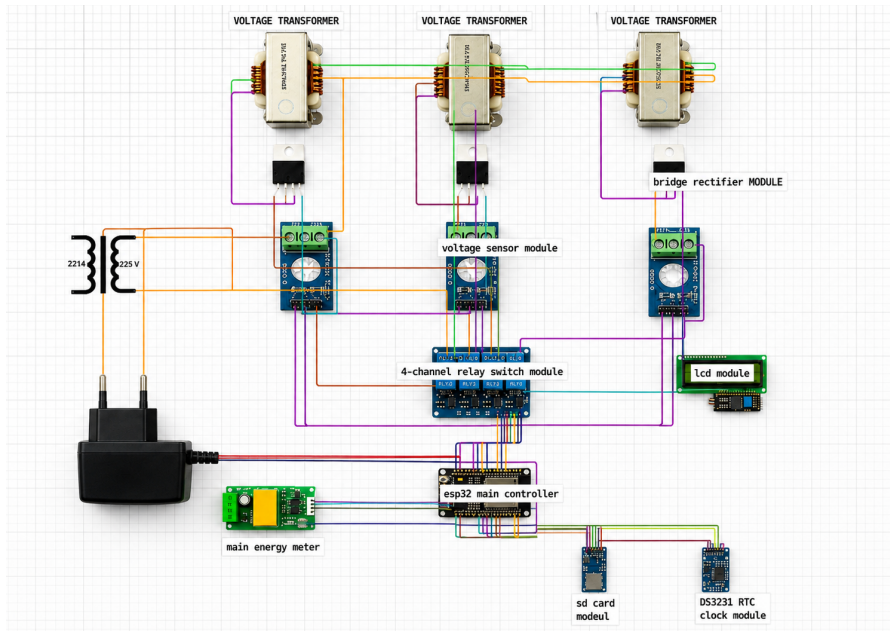 VOLTAGE TRANSFORMER
VOLTAGE TRANSFORMER
VOLTAGE TRANSFORMER
bridge rectifier MODULE
voltage sensor module
2214
225 V
4-channel relay switch module
lcd module
RLY2
esp32 main controller
main energy meter
sd card
modeul
DS3231 RTC
clock module